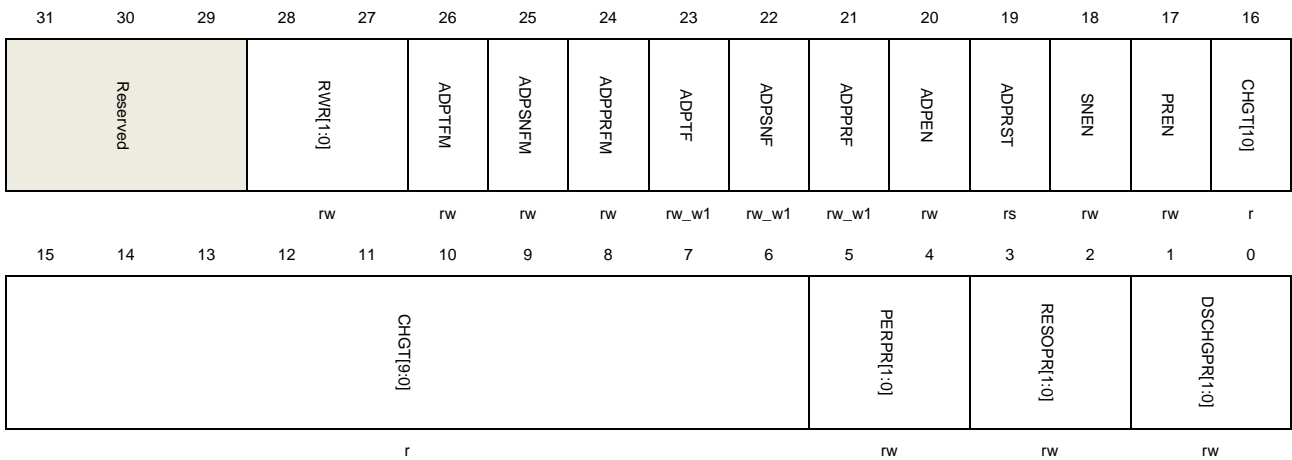 31 30 29 28 27 26 25 24 23 22 21 20 19 18 17 16
Reserved RWR[1:0] ADPTFM ADPSNFM ADPPRFM ADPTF ADPSNF ADPPRF ADPEN ADPRST SNEN PREN CHGT[10]
rw rw rw rw rw_w1 rw_w1 rw_w1 rw rs rw rw r
15 14 13 12 11 10 9 8 7 6 5 4 3 2 1 0
CHGT[9:0] PERPR[1:0] RESOPR[1:0] DSCHGPR[1:0]
r rw rw rw